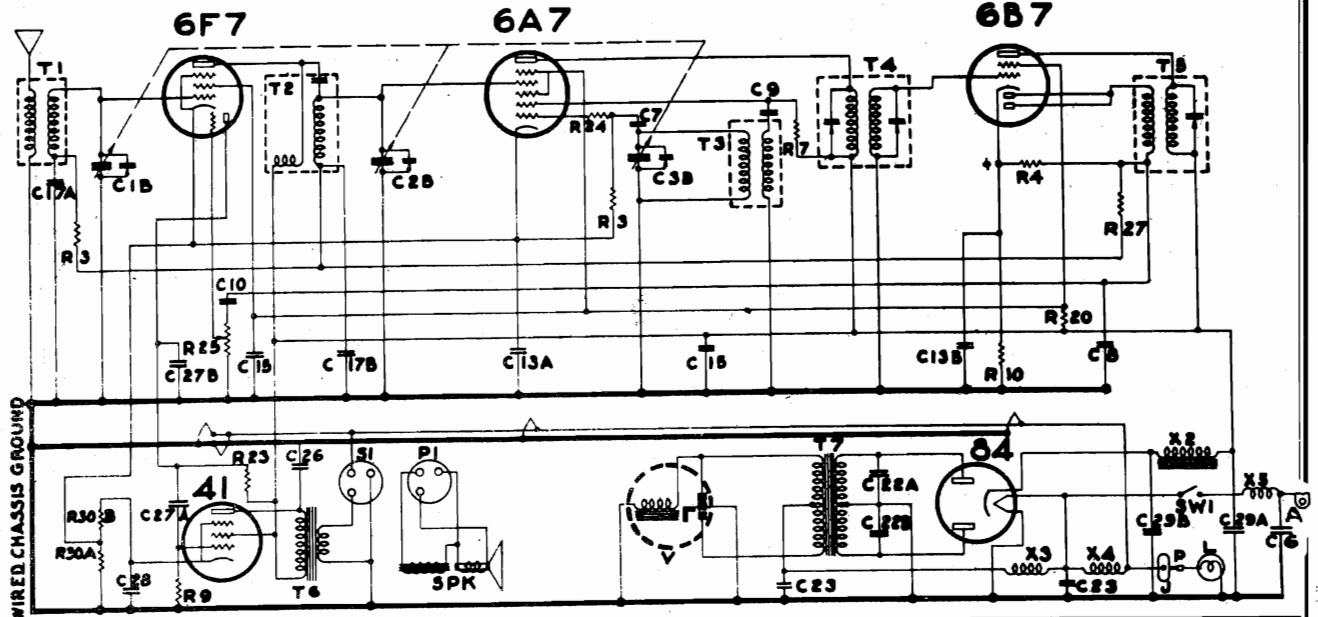 6F7
6A7
6B7
T1
T2
T4
T5
C9
C7
R24
T3
R7
C17A
C1B
C2B
C3B
R4
R3
R3
R27
C10
R20
R25
C27B
C15
C17B
C13A
C15
C13B
R10
C8
WIRED CHASSIS GROUND
R23
C26
S1
P1
T7
84
X2
41
C22A
X5
R30B
C27A
C22B
SW1
A
V
C29B
C29A
C6
R30A
X3
X4
P
L
C28
R9
T6
SPK
C23
C23
J